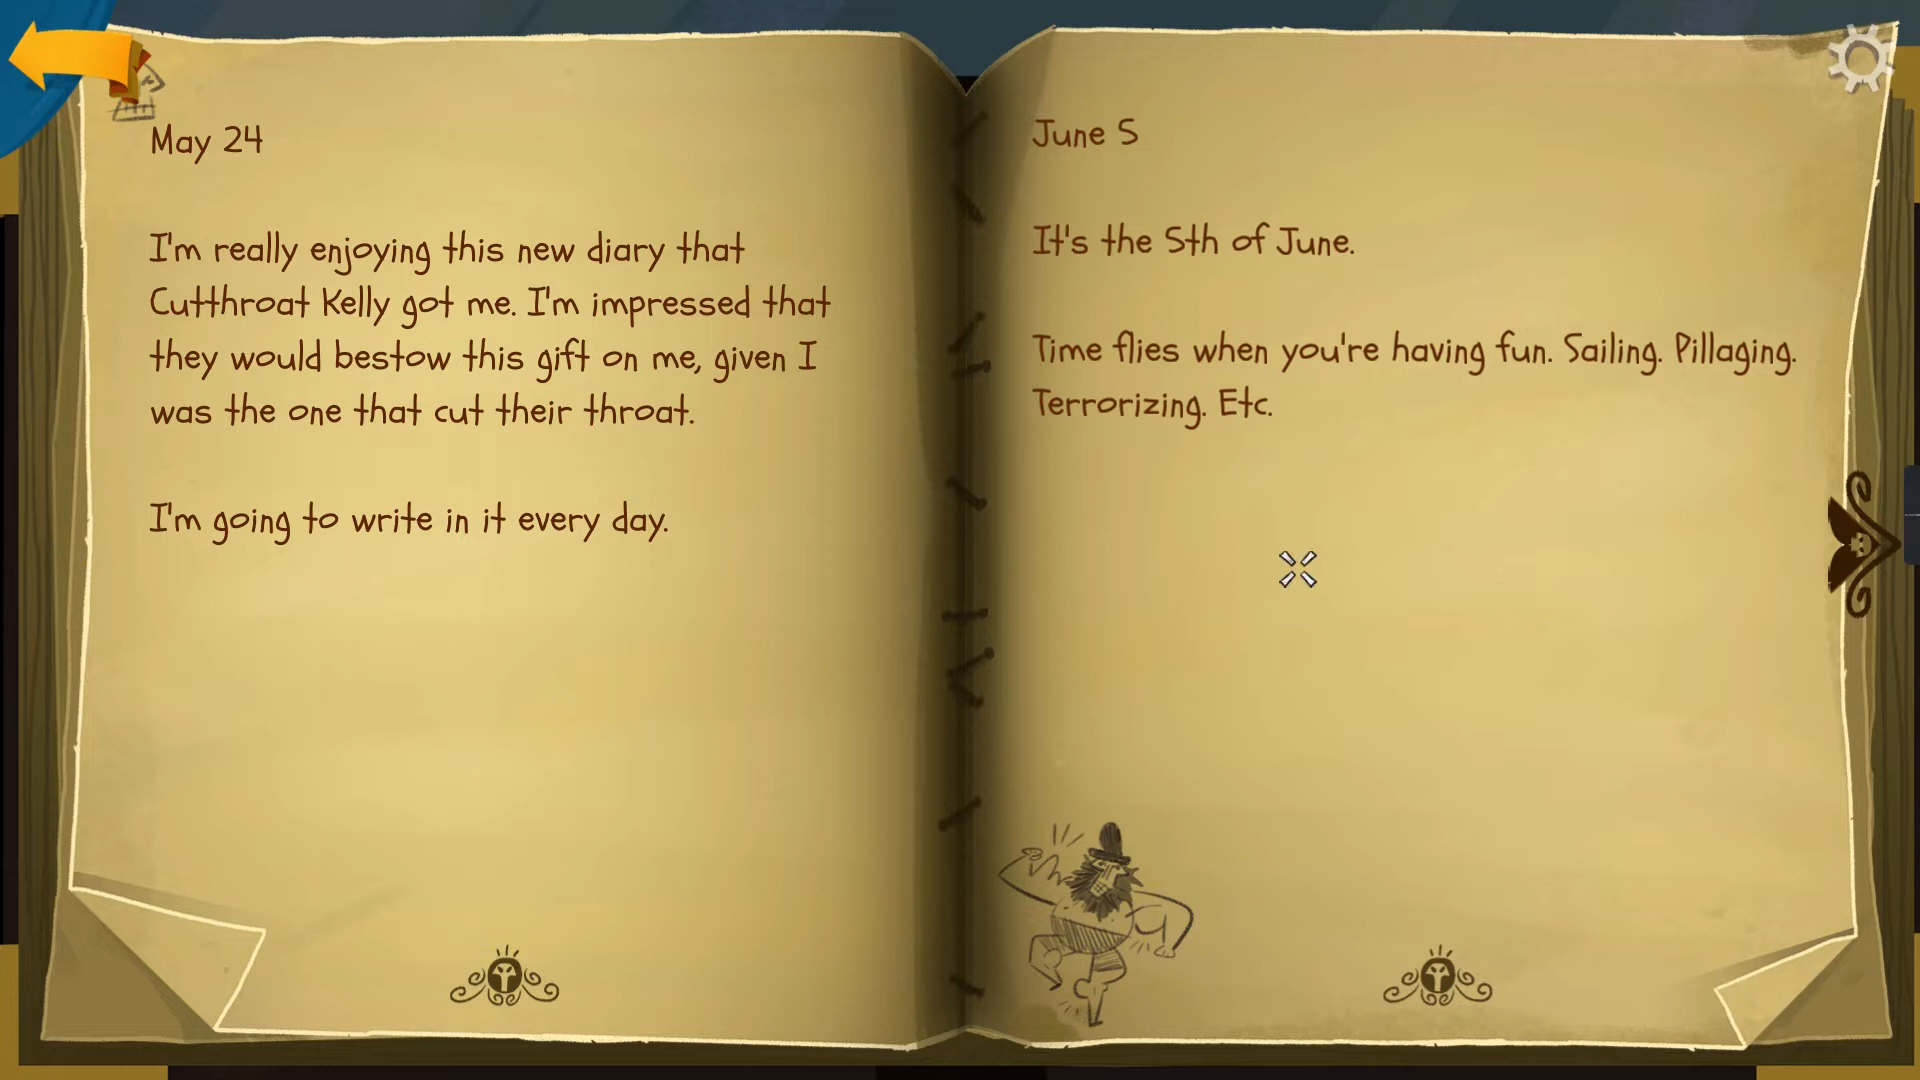 May 24
I'm really enjoying this new diary that
Cutthroat Kelly got me. I'm impressed that
they would bestow this gift on me, given I
was the one that cut their throat.
I'm going to write in it every day.
June 5
It's the 5th of June.
Time flies when you're having fun. Sailing. Pillaging.
Terrorizing. Etc.